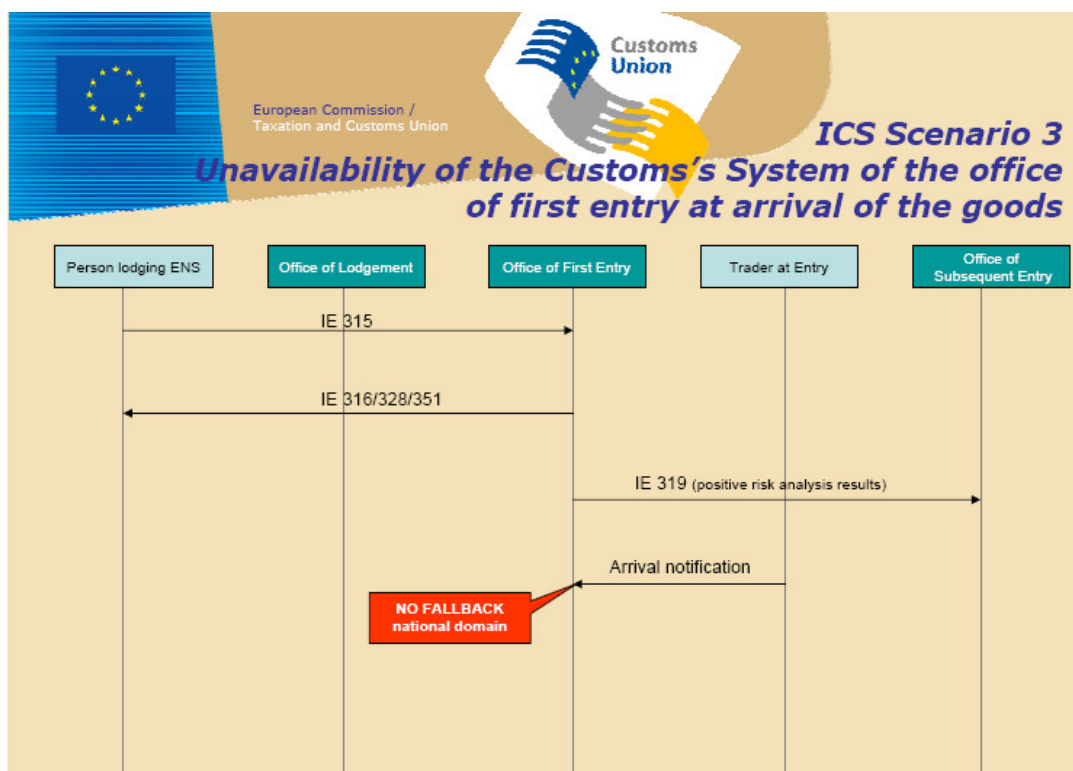 Customs
Union
European Commission /
Taxation and Customs Union
ICS Scenario 3
Unavailability of the Customs's System of the office
of first entry at arrival of the goods
Person lodging ENS
Office of Lodgement
Office of First Entry
Trader at Entry
Office of
Subsequent Entry
IE 315
IE 316/328/351
IE 319 (positive risk analysis results)
Arrival notification
NO FALLBACK
national domain